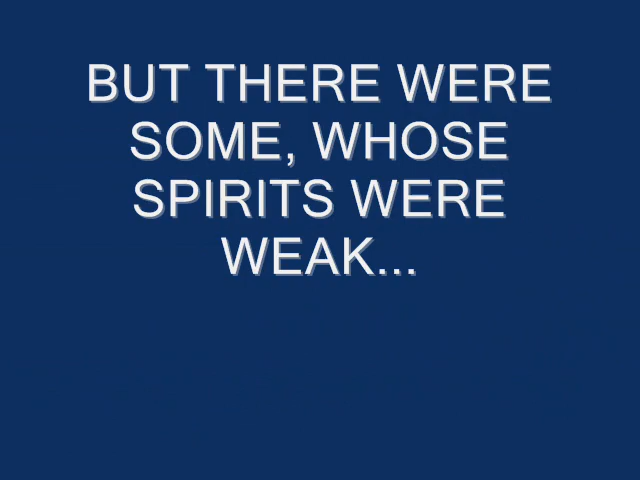 BUT THERE WERE
SOME, WHOSE
SPIRITS WERE
WEAK...